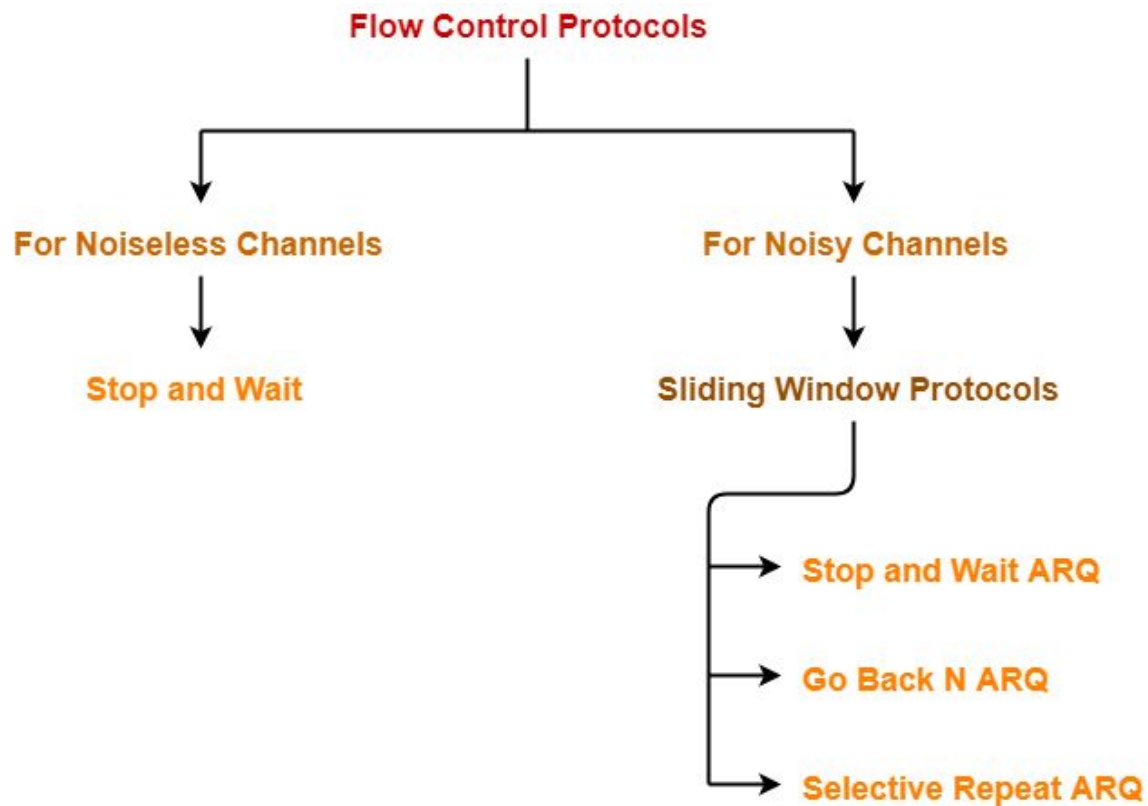 Flow Control Protocols
For Noiseless Channels
For Noisy Channels
Stop and Wait
Sliding Window Protocols
Stop and Wait ARQ
Go Back N ARQ
Selective Repeat ARQ